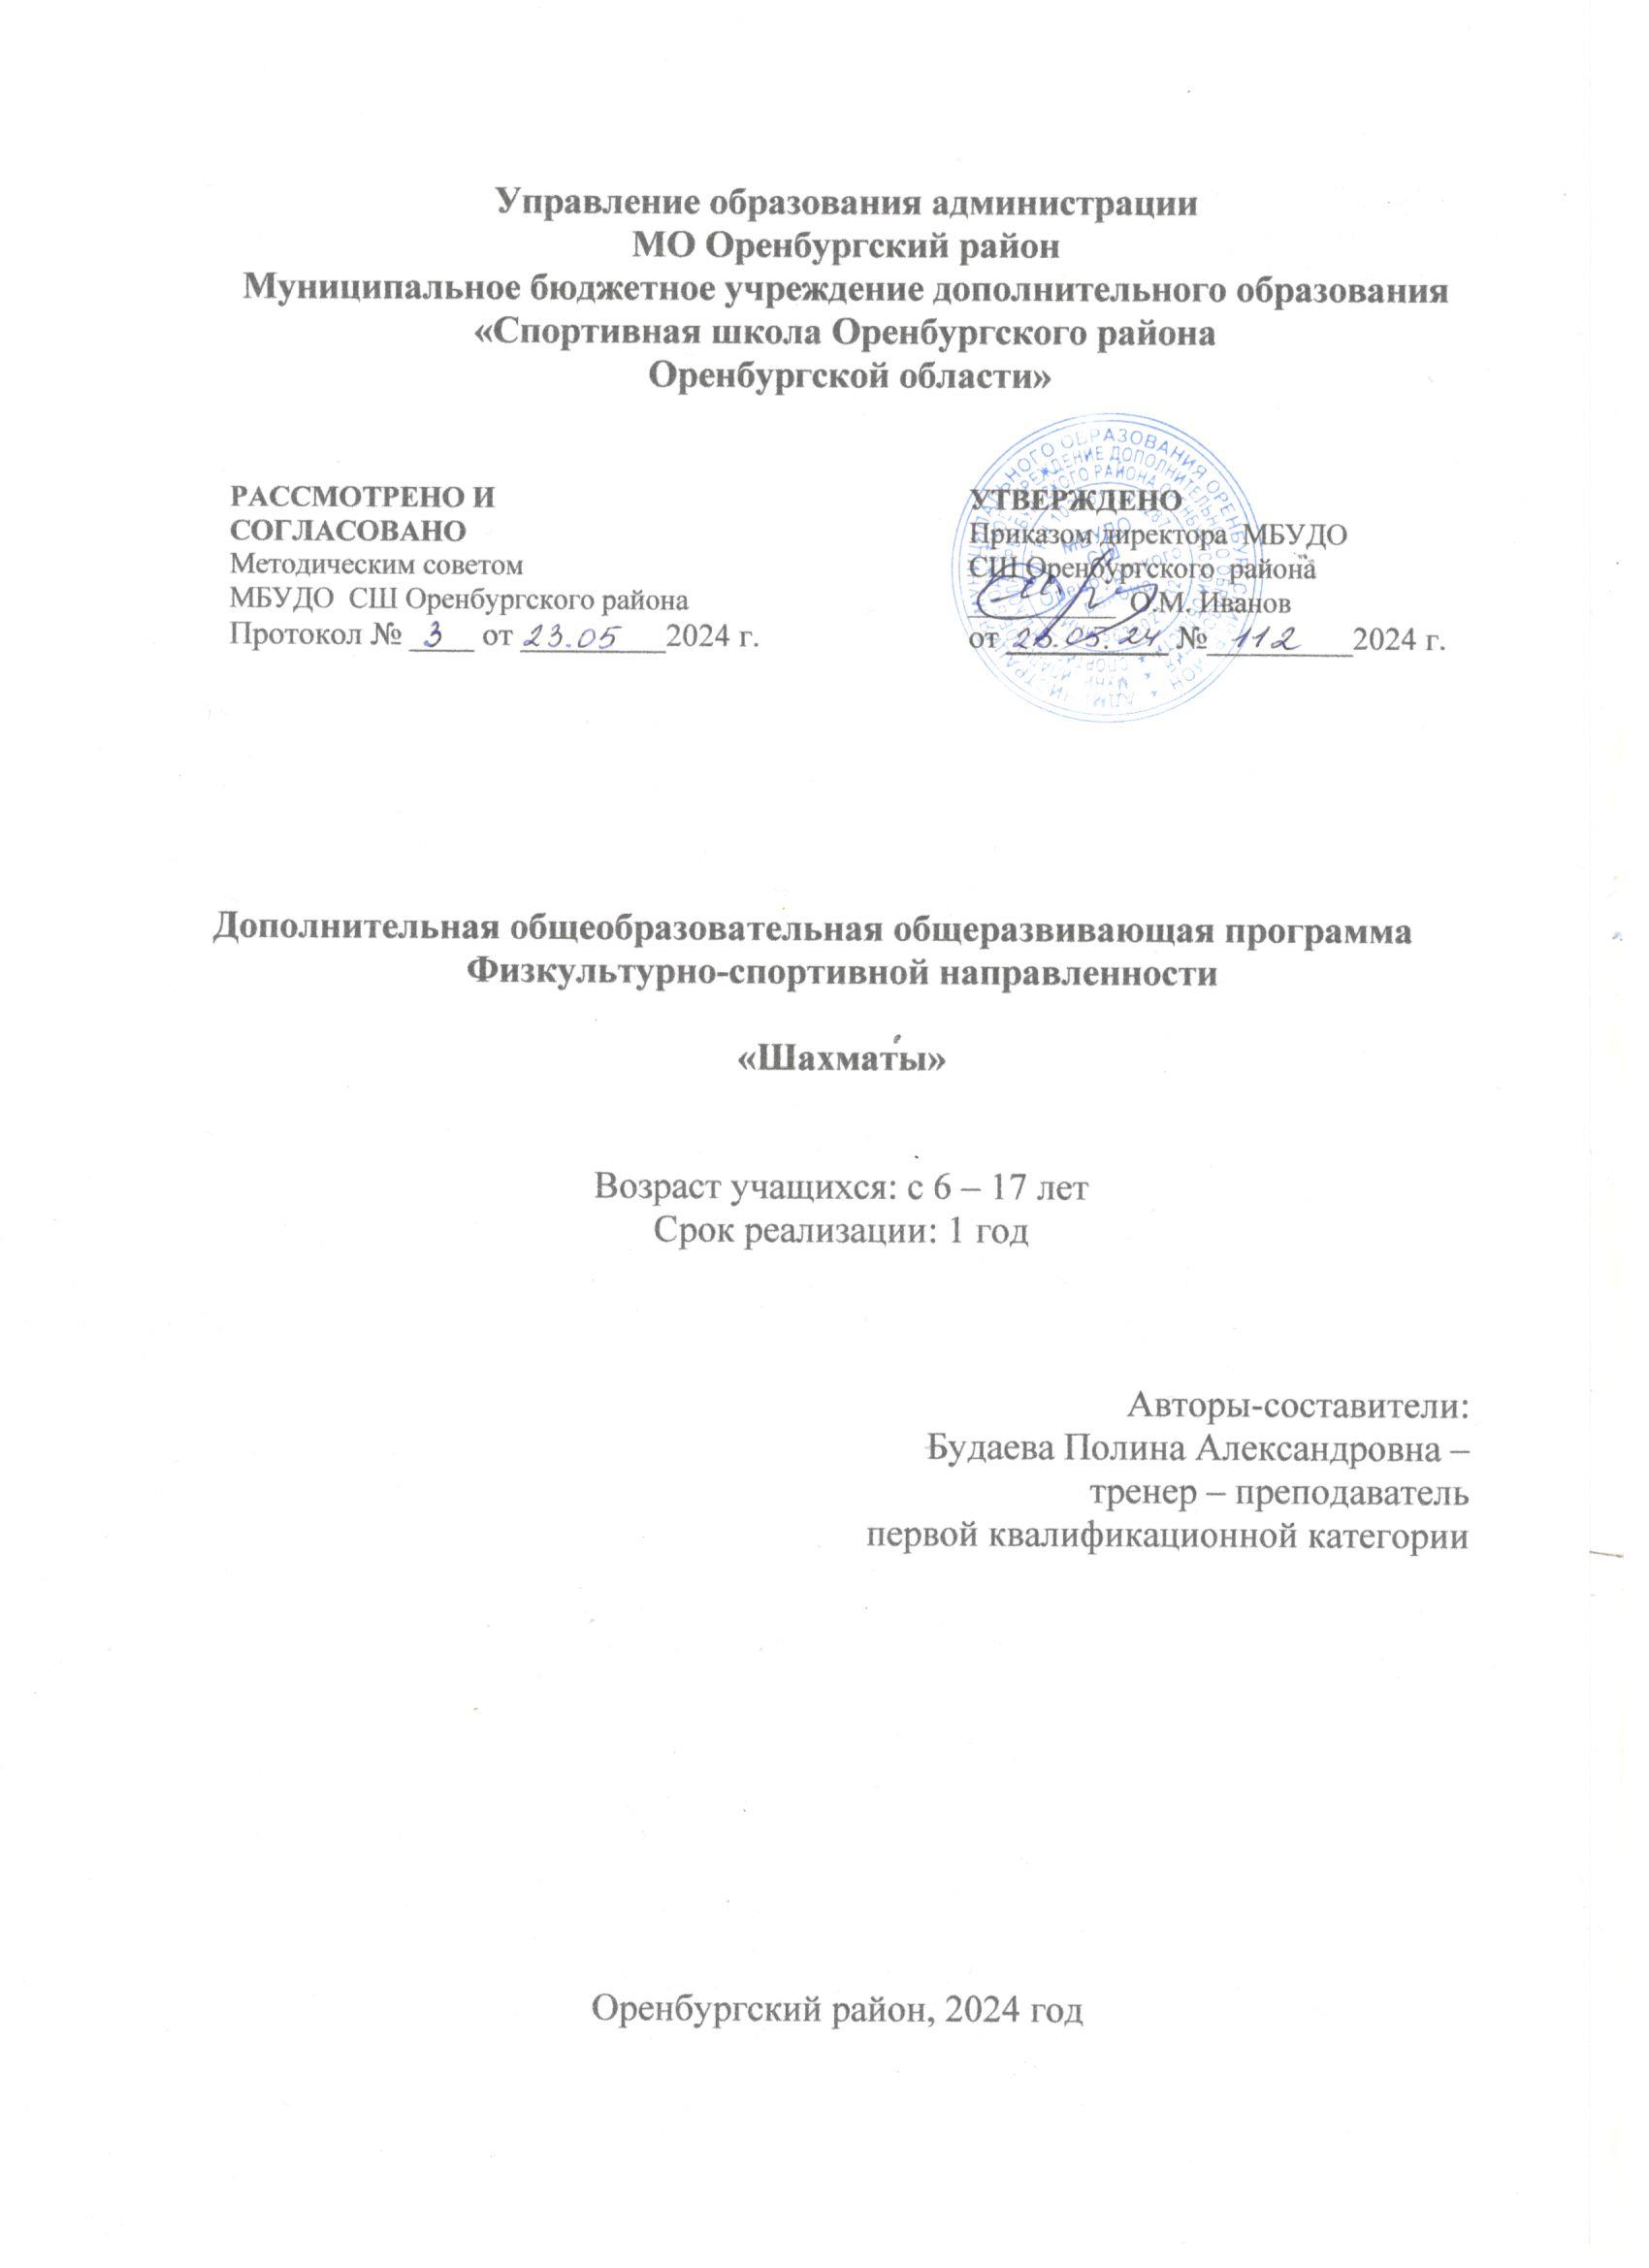 Управление образования администрации
МО Оренбургский район
Муниципальное бюджетное учреждение дополнительного образования
«Спортивная школа Оренбургского района
Оренбургской области»
РАССМОТРЕНО И
СОГЛАСОВАНО
Методическим советом
МБУДО СШ Оренбургского района
Протокол № 3 от 23.05 2024 г.
УТВЕРЖДЕНО
Приказом директора МБУДО
СШ Оренбургского района
О.М. Иванов
от .05.24 № 112 2024 г.
Дополнительная общеобразовательная общеразвивающая программа
Физкультурно-спортивной направленности
«Шахматы»
Возраст учащихся: с 6 – 17 лет
Срок реализации: 1 год
Авторы-составители:
Будаева Полина Александровна –
тренер – преподаватель
первой квалификационной категории
Оренбургский район, 2024 год